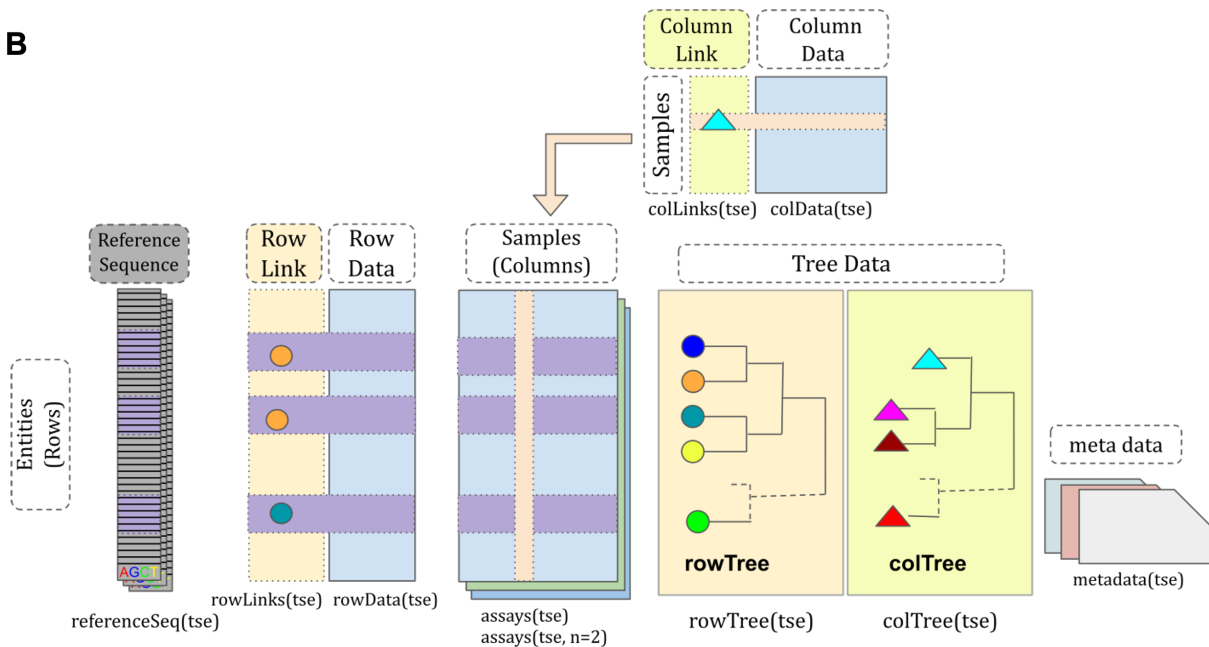 B
Column
Link
Column
Data
Samples
colLinks(tse)
colData(tse)
Reference
Sequence
Row
Link
Row
Data
Samples
(Columns)
Tree Data
Entities
(Rows)
meta data
AGCT
rowTree
colTree
metadata(tse)
rowLinks(tse)
rowData(tse)
referenceSeq(tse)
assays(tse)
assays(tse, n=2)
rowTree(tse)
colTree(tse)